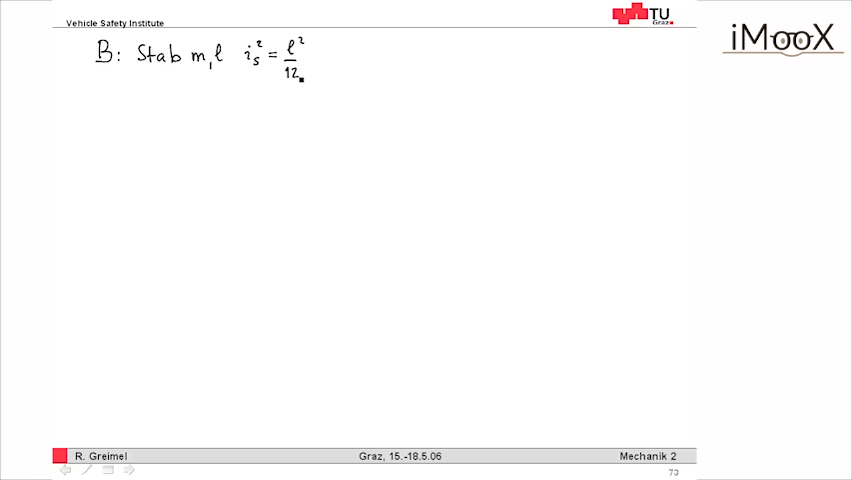 Vehicle Safety Institute
TU
Graz
iMooX
B: Stab m,l i_s² = l²/12
R. Greimel
Graz, 15.-18.5.06
Mechanik 2
73